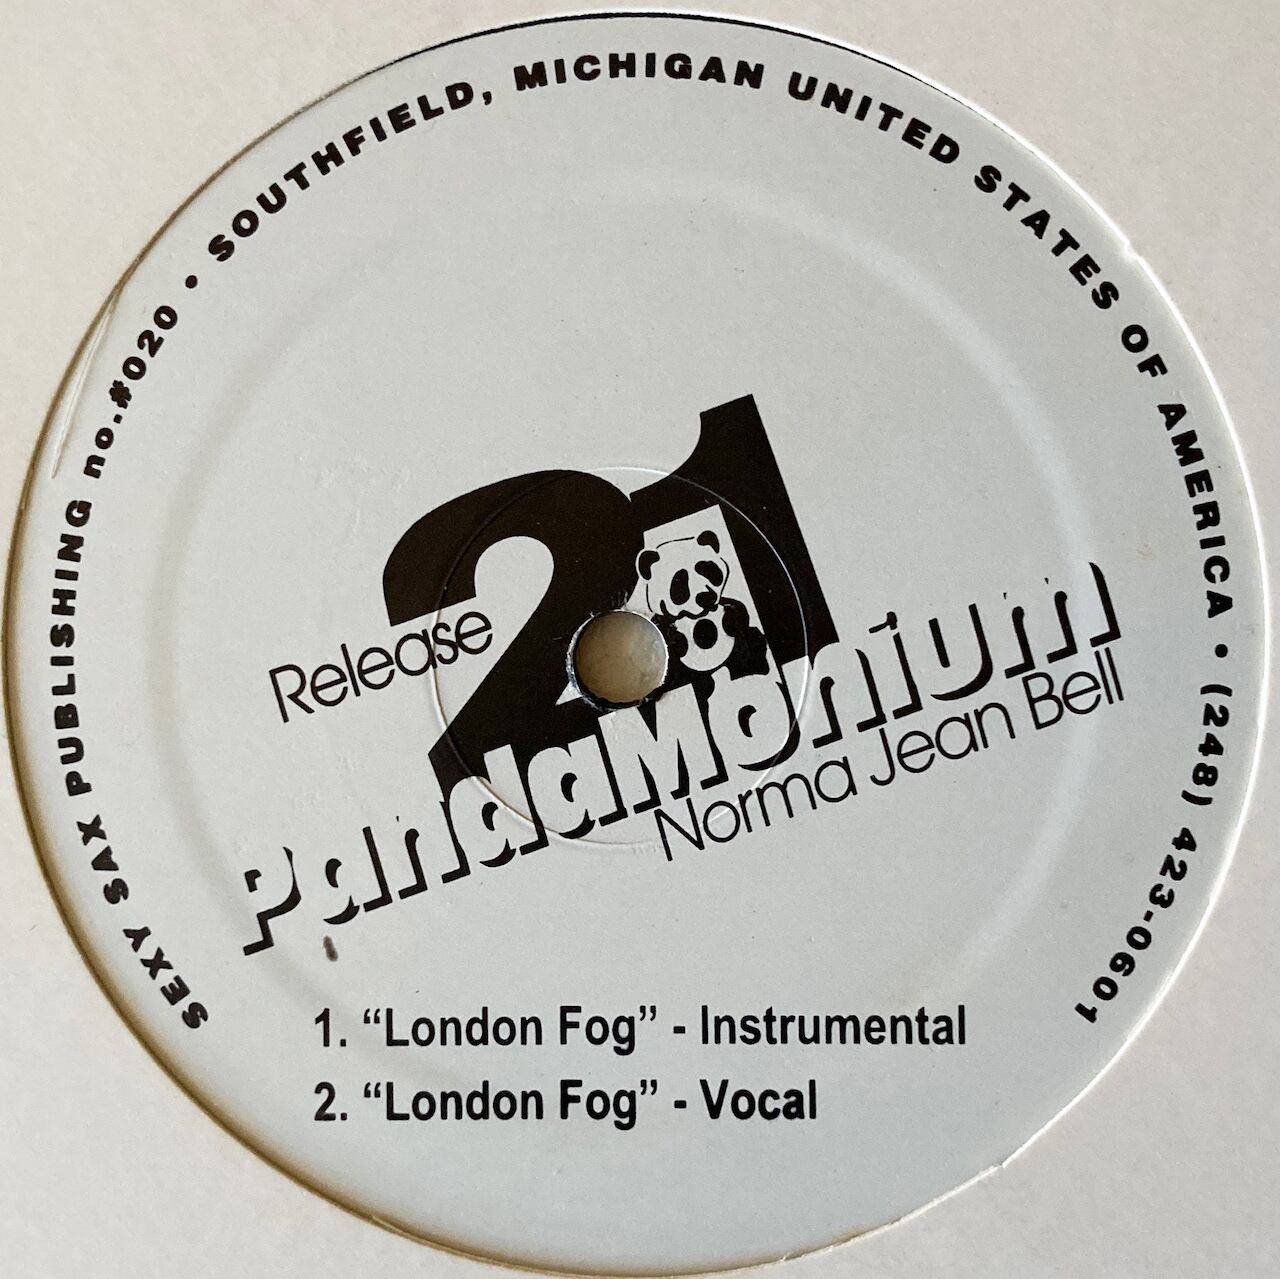 SEXY SAX PUBLISHING no.#020 • SOUTHFIELD, MICHIGAN UNITED STATES OF AMERICA • (248) 423-0601
21
Release
PandaMonium
Norma Jean Bell
1. “London Fog” - Instrumental
2. “London Fog” - Vocal